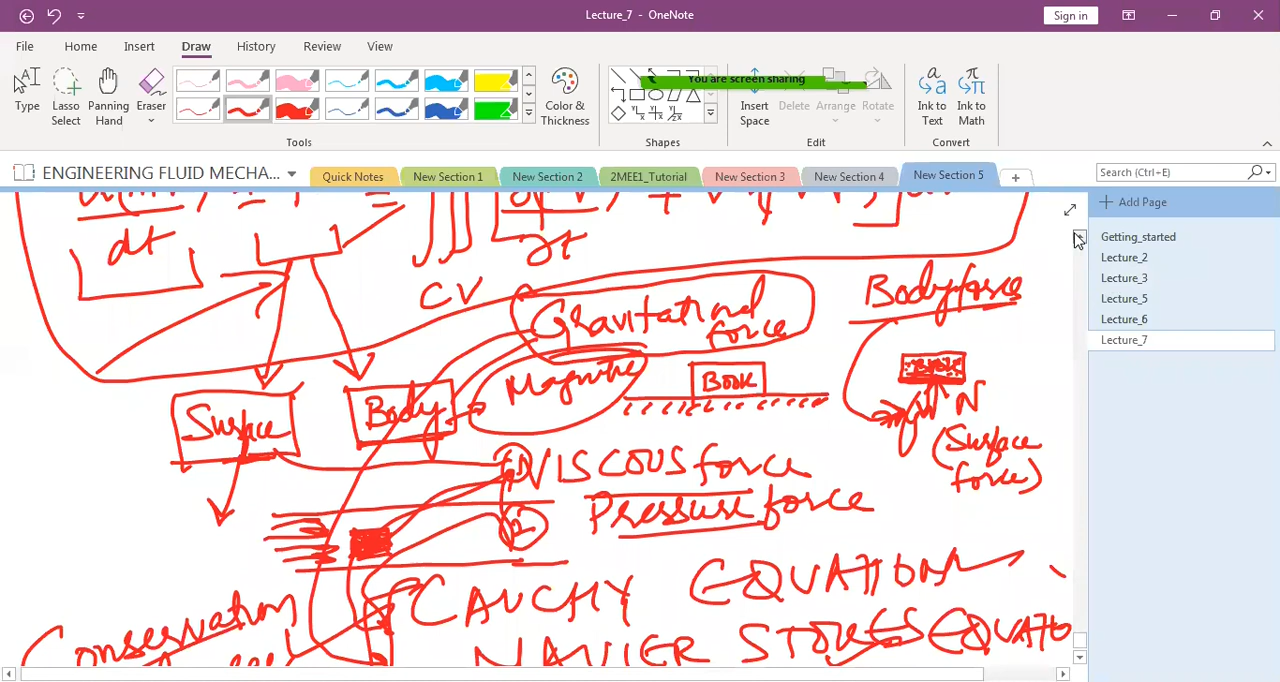 Lecture_7 - OneNote
Sign in
File Home Insert Draw History Review View
You are screen sharing
Type
Lasso Select
Panning Hand
Eraser
Color & Thickness
Insert Space
Delete
Arrange
Rotate
Ink to Text
Ink to Math
Tools
Shapes
Edit
Convert
ENGINEERING FLUID MECHA...
Quick Notes
New Section 1
New Section 2
2MEE1_Tutorial
New Section 3
New Section 4
New Section 5
Search (Ctrl+E)
Add Page
Getting_started
Lecture_2
Lecture_3
Lecture_5
Lecture_6
Lecture_7
dt
CV
Gravitational force
Body force
Magnetic
Book
Book
N
Surface
Body
(Surface force)
① VISCOUS force
② Pressure force
CAUCHY EQUATION
Conservation
NAVIER STOKES EQUATIO